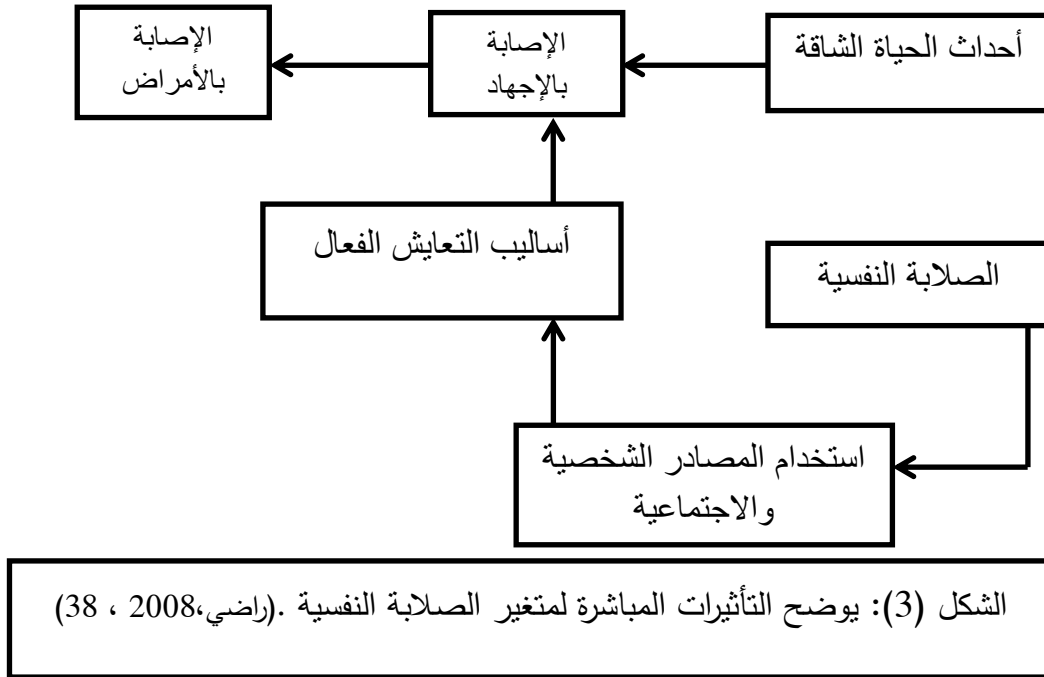 أحداث الحياة الشاقة
الإصابة
بالإجهاد
الإصابة
بالأمراض
أساليب التعايش الفعال
الصلابة النفسية
استخدام المصادر الشخصية
والاجتماعية
الشكل (3): يوضح التأثيرات المباشرة لمتغير الصلابة النفسية .(راضي،2008 ، 38)